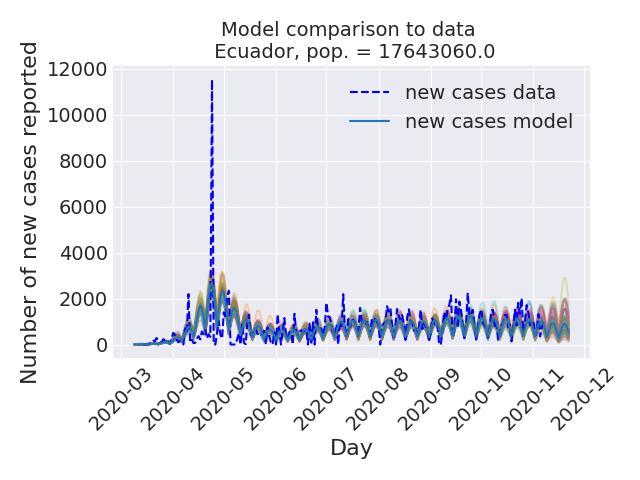 Model comparison to data
Ecuador, pop. = 17643060.0
Number of new cases reported
12000
10000
8000
6000
4000
2000
0
new cases data
new cases model
2020-03
2020-04
2020-05
2020-06
2020-07
2020-08
2020-09
2020-10
2020-11
2020-12
Day